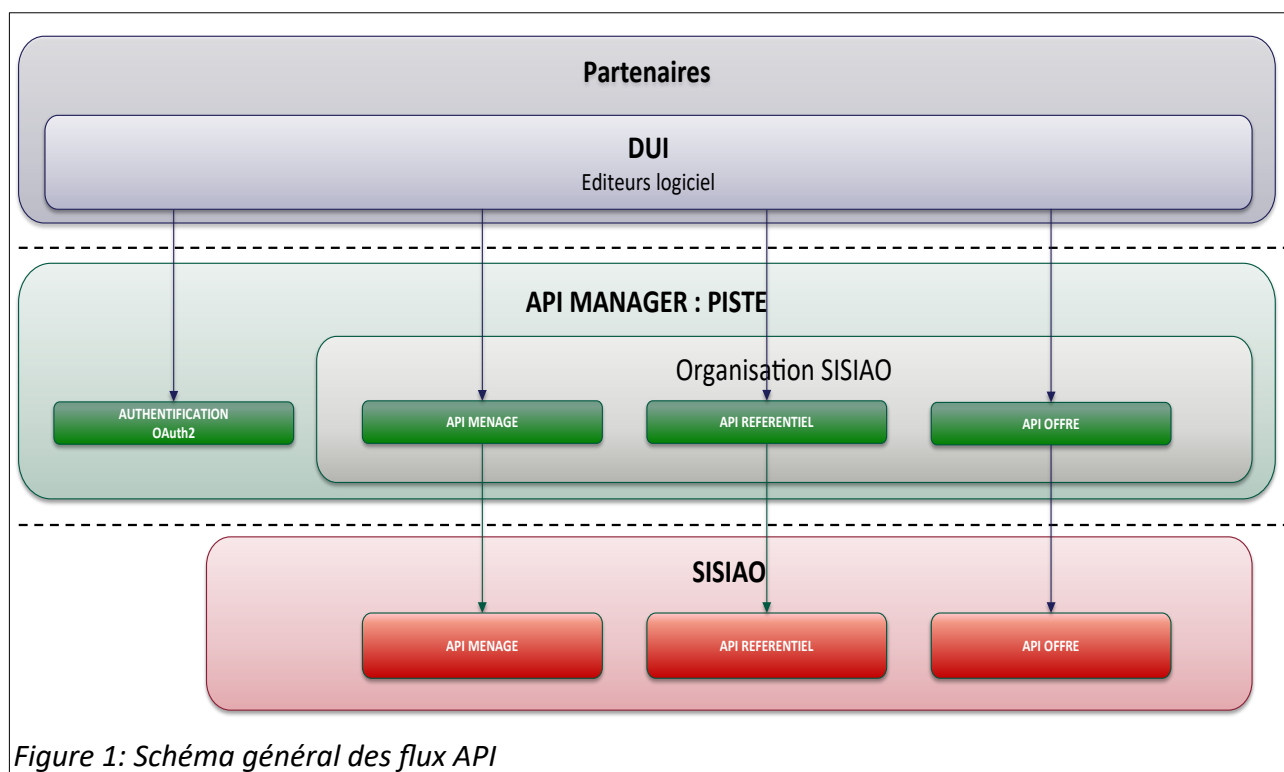 Partenaires
DUI
Editeurs logiciel
API MANAGER : PISTE
Organisation SISIAO
AUTHENTIFICATION
OAuth2
API MENAGE
API REFERENTIEL
API OFFRE
SISIAO
API MENAGE
API REFERENTIEL
API OFFRE
Figure 1: Schéma général des flux API